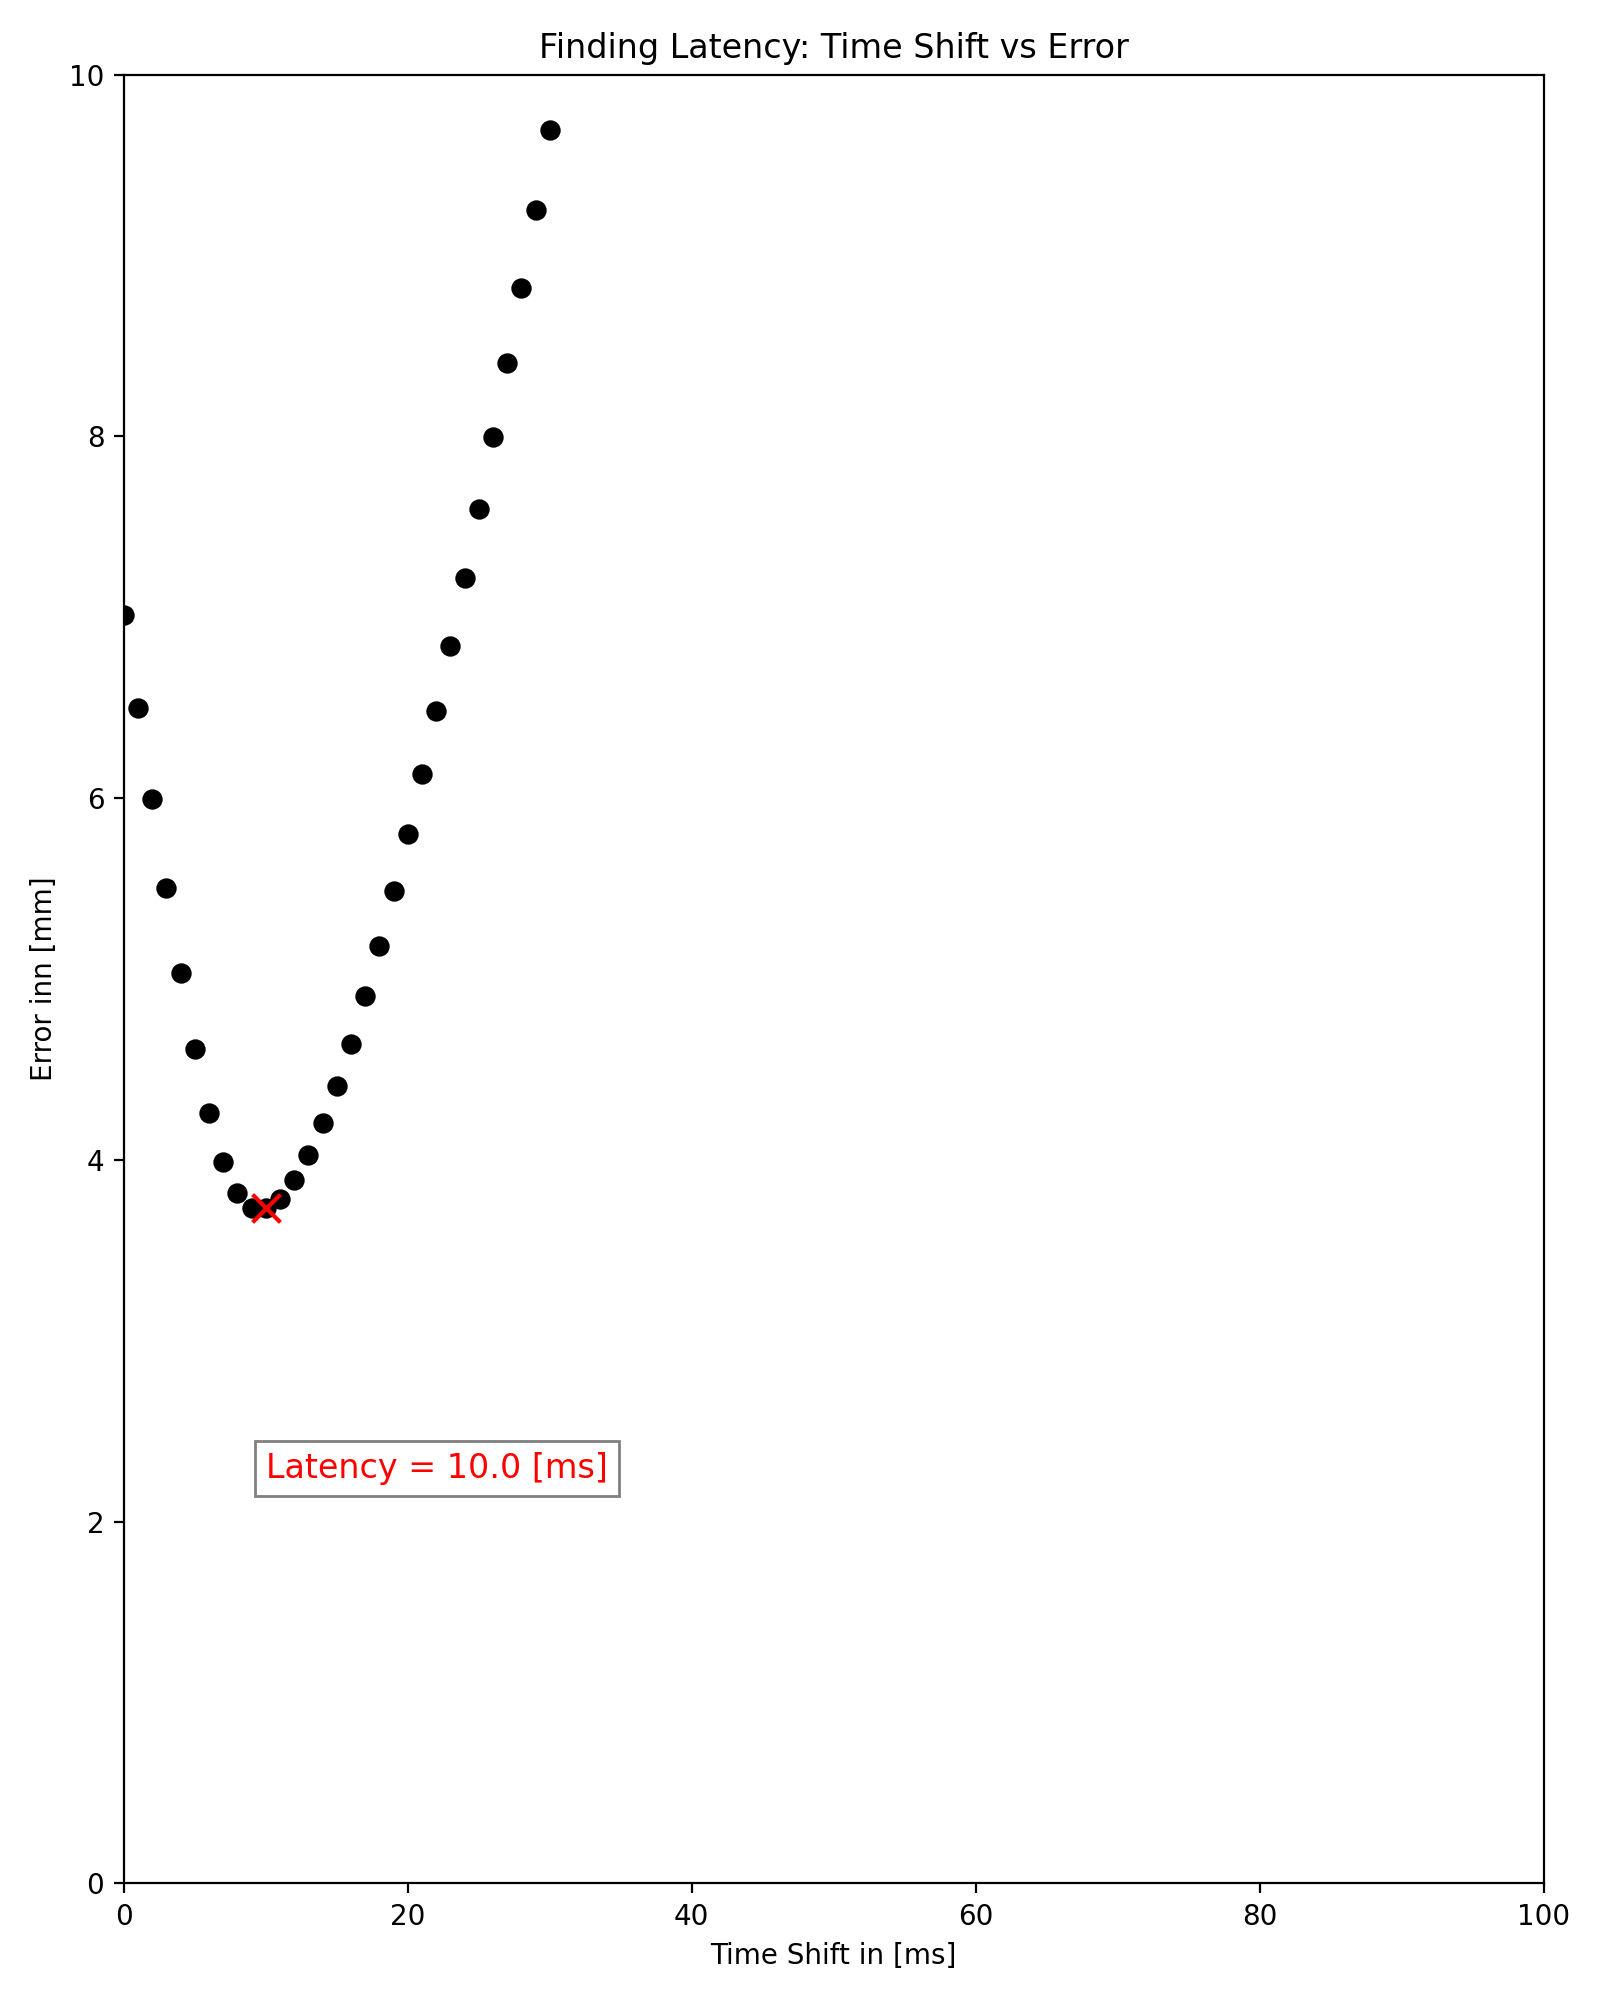 Finding Latency: Time Shift vs Error
10
8
6
4
2
0
Error inn [mm]
Latency = 10.0 [ms]
0 20 40 60 80 100
Time Shift in [ms]